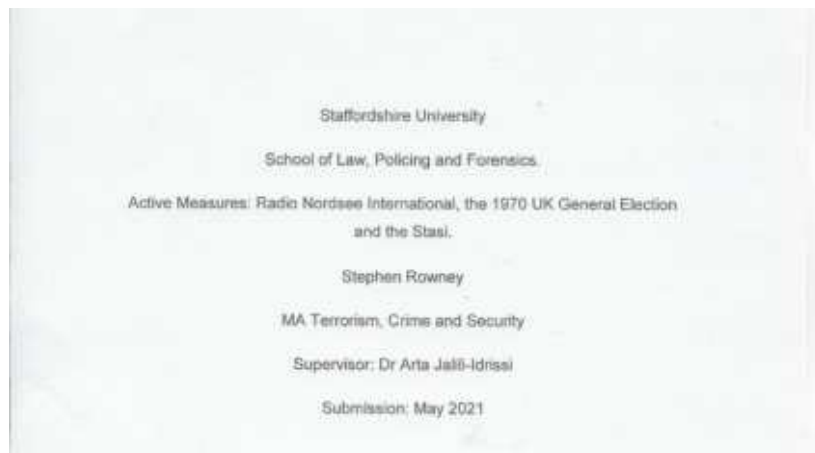 Staffordshire University
School of Law, Policing and Forensics.
Active Measures: Radio Nordsee International, the 1970 UK General Election
and the Stasi.
Stephen Rowney
MA Terrorism, Crime and Security
Supervisor: Dr Arta Jalili-Idrissi
Submission: May 2021